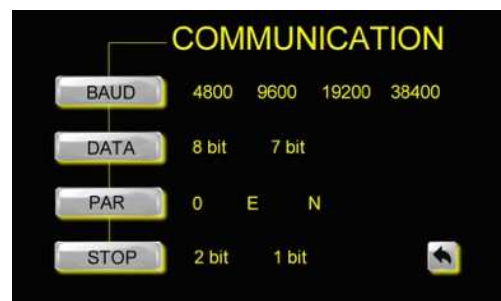 COMMUNICATION
BAUD 4800 9600 19200 38400
DATA 8 bit 7 bit
PAR 0 E N
STOP 2 bit 1 bit